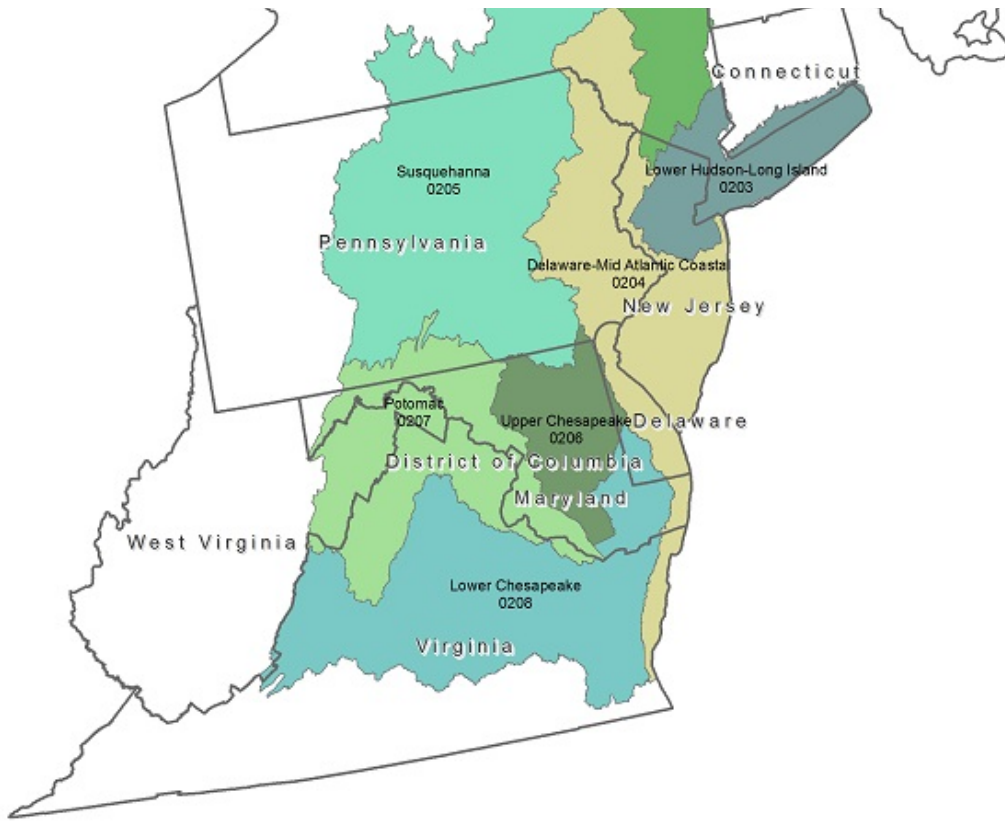 Connecticut
Susquehanna
0205
Lower Hudson-Long Island
0203
Pennsylvania
Delaware-Mid Atlantic Coastal
0204
New Jersey
Potomac
0207
Upper Chesapeake
0206
Delaware
District of Columbia
Maryland
West Virginia
Lower Chesapeake
0208
Virginia